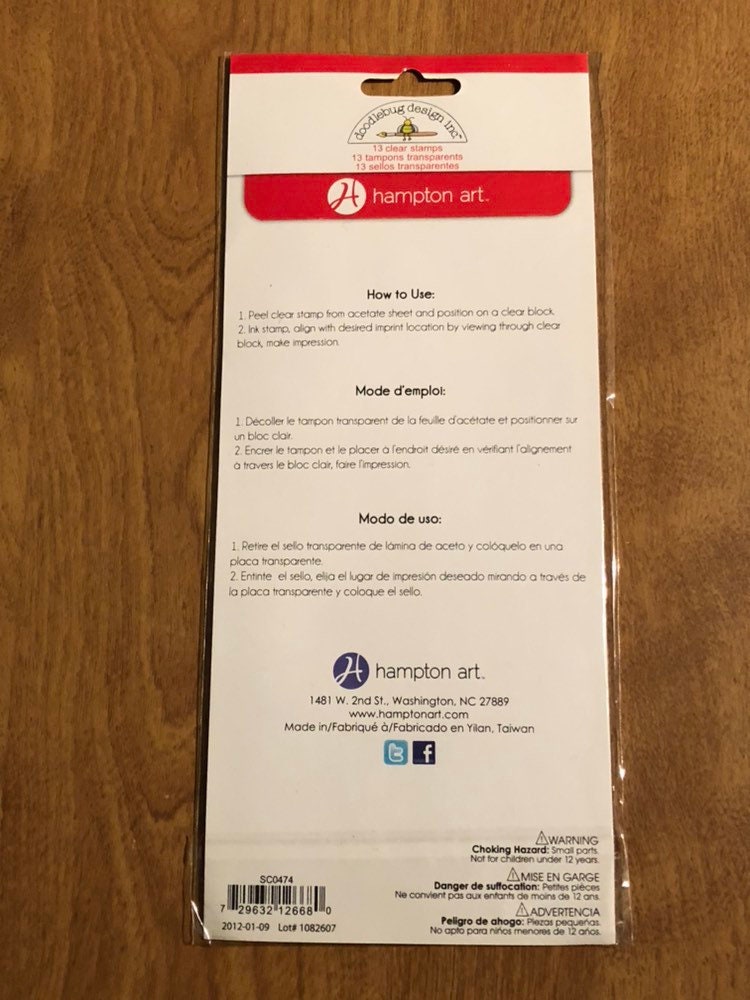 doodlebug design inc.™
13 clear stamps
13 tampons transparents
13 sellos transparentes
hampton art™
How to Use:
1. Peel clear stamp from acetate sheet and position on a clear block.
2. Ink stamp, align with desired imprint location by viewing through clear
block, make impression.
Mode d'emploi:
1. Décoller le tampon transparent de la feuille d'acétate et positionner sur
un bloc clair.
2. Encrer le tampon et le placer à l'endroit désiré en vérifiant l'alignement
à travers le bloc clair, faire l'impression.
Modo de uso:
1. Retire el sello transparente de lámina de aceto y colóquelo en una
placa transparente.
2. Entinte el sello, elija el lugar de impresión deseado mirando a través de
la placa transparente y coloque el sello.
hampton art™
1481 W. 2nd St., Washington, NC 27889
www.hamptonart.com
Made in/Fabriqué à/Fabricado en Yilan, Taiwan
⚠WARNING
Choking Hazard: Small parts.
Not for children under 12 years.
⚠MISE EN GARGE
Danger de suffocation: Petites pièces
Ne convient pas aux enfants de moins de 12 ans.
⚠ADVERTENCIA
Peligro de ahogo: Piezas pequeñas.
No apto para niños menores de 12 años.
SC0474
7 29632 12668 0
2012-01-09 Lot# 1082607